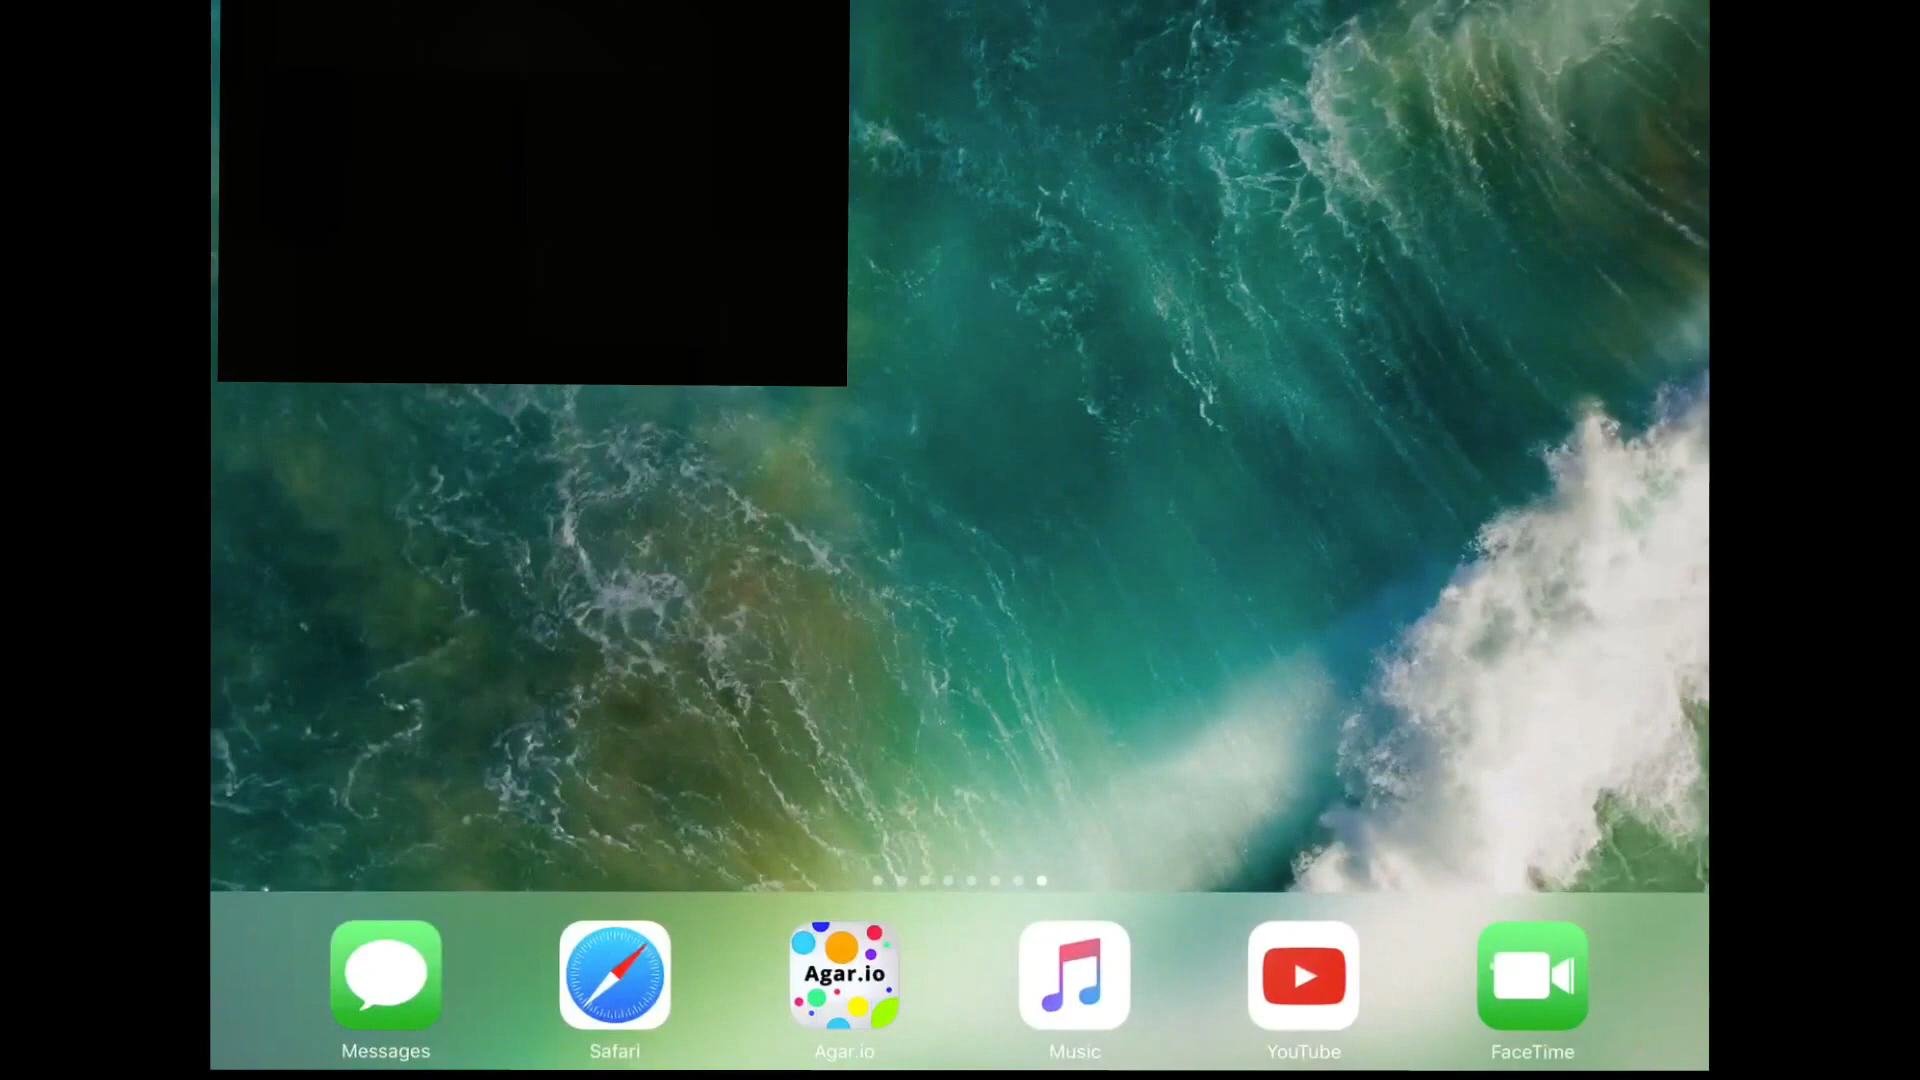 Agar.io
Messages
Safari
Agar.io
Music
YouTube
FaceTime